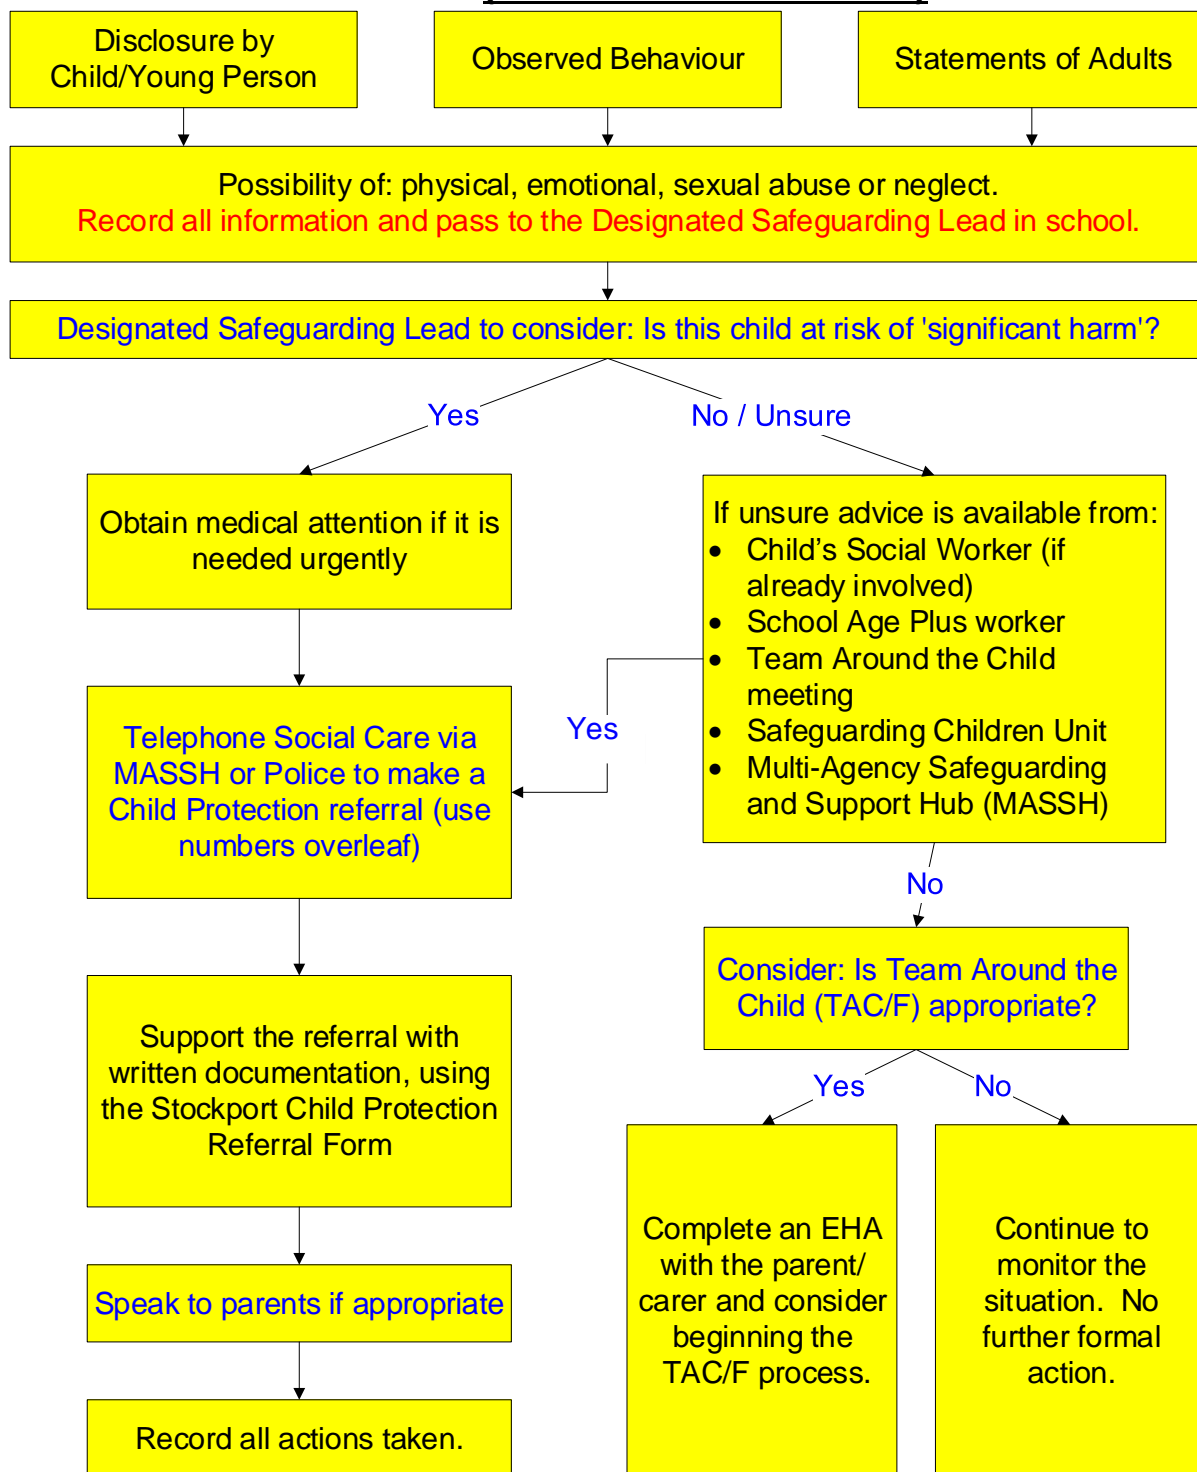 Disclosure by
Child/Young Person
Observed Behaviour
Statements of Adults
Possibility of: physical, emotional, sexual abuse or neglect.
Record all information and pass to the Designated Safeguarding Lead in school.
Designated Safeguarding Lead to consider: Is this child at risk of 'significant harm'?
Yes
No / Unsure
Obtain medical attention if it is
needed urgently
If unsure advice is available from:
• Child’s Social Worker (if
already involved)
• School Age Plus worker
• Team Around the Child
meeting
• Safeguarding Children Unit
• Multi-Agency Safeguarding
and Support Hub (MASSH)
Yes
Telephone Social Care via
MASSH or Police to make a
Child Protection referral (use
numbers overleaf)
No
Consider: Is Team Around the
Child (TAC/F) appropriate?
Support the referral with
written documentation, using
the Stockport Child Protection
Referral Form
Yes
No
Complete an EHA
with the parent/
carer and consider
beginning the
TAC/F process.
Continue to
monitor the
situation. No
further formal
action.
Speak to parents if appropriate
Record all actions taken.